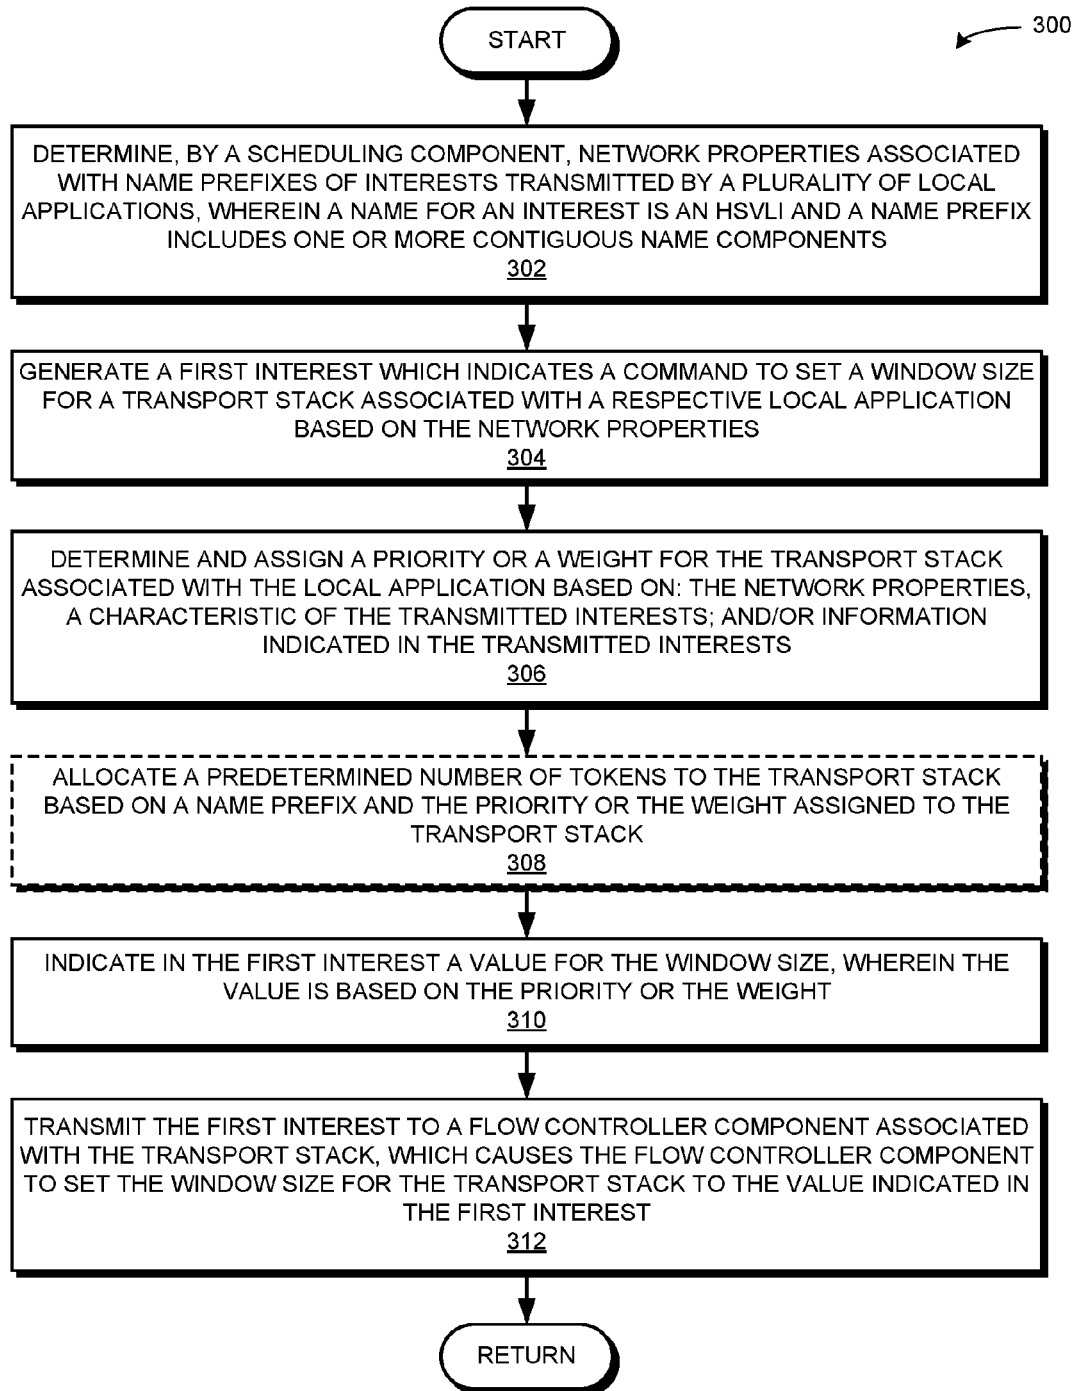 START
300
DETERMINE, BY A SCHEDULING COMPONENT, NETWORK PROPERTIES ASSOCIATED
WITH NAME PREFIXES OF INTERESTS TRANSMITTED BY A PLURALITY OF LOCAL
APPLICATIONS, WHEREIN A NAME FOR AN INTEREST IS AN HSVLI AND A NAME PREFIX
INCLUDES ONE OR MORE CONTIGUOUS NAME COMPONENTS
302
GENERATE A FIRST INTEREST WHICH INDICATES A COMMAND TO SET A WINDOW SIZE
FOR A TRANSPORT STACK ASSOCIATED WITH A RESPECTIVE LOCAL APPLICATION
BASED ON THE NETWORK PROPERTIES
304
DETERMINE AND ASSIGN A PRIORITY OR A WEIGHT FOR THE TRANSPORT STACK
ASSOCIATED WITH THE LOCAL APPLICATION BASED ON: THE NETWORK PROPERTIES,
A CHARACTERISTIC OF THE TRANSMITTED INTERESTS; AND/OR INFORMATION
INDICATED IN THE TRANSMITTED INTERESTS
306
ALLOCATE A PREDETERMINED NUMBER OF TOKENS TO THE TRANSPORT STACK
BASED ON A NAME PREFIX AND THE PRIORITY OR THE WEIGHT ASSIGNED TO THE
TRANSPORT STACK
308
INDICATE IN THE FIRST INTEREST A VALUE FOR THE WINDOW SIZE, WHEREIN THE
VALUE IS BASED ON THE PRIORITY OR THE WEIGHT
310
TRANSMIT THE FIRST INTEREST TO A FLOW CONTROLLER COMPONENT ASSOCIATED
WITH THE TRANSPORT STACK, WHICH CAUSES THE FLOW CONTROLLER COMPONENT
TO SET THE WINDOW SIZE FOR THE TRANSPORT STACK TO THE VALUE INDICATED IN
THE FIRST INTEREST
312
RETURN